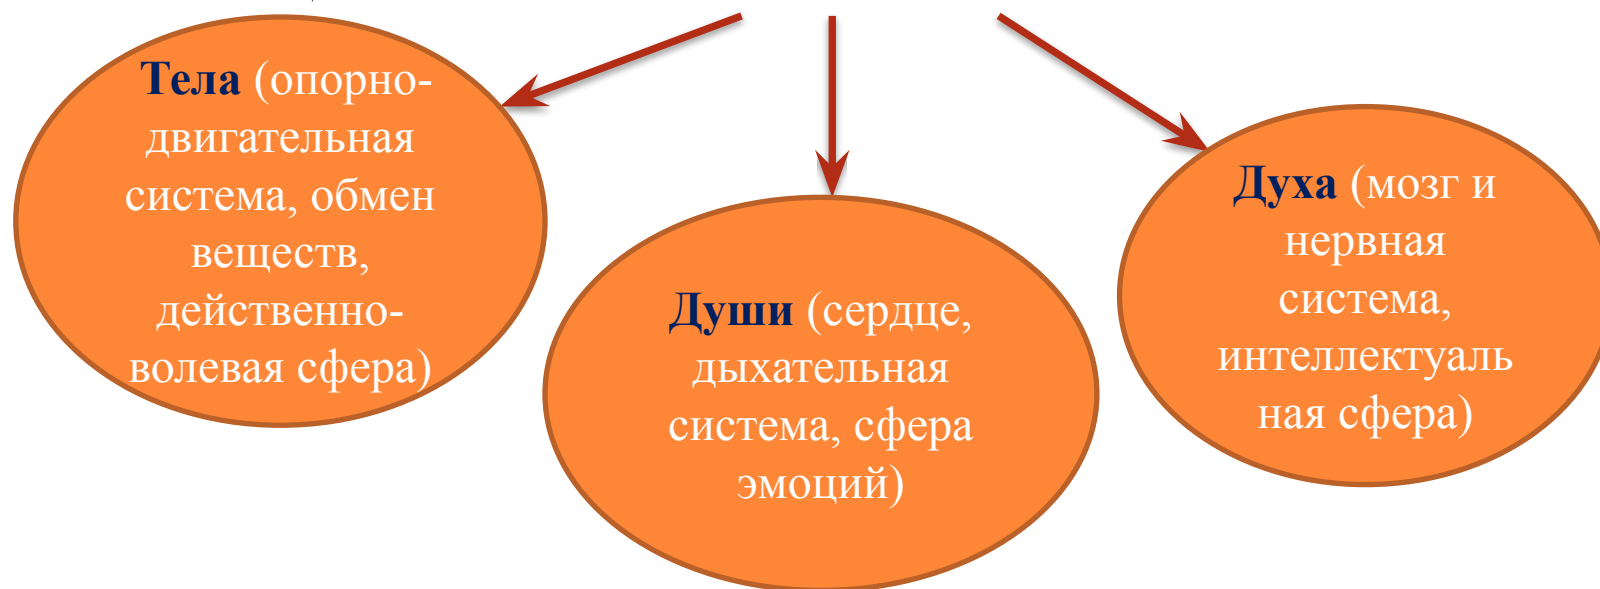 Тела (опорно-
двигательная
система, обмен
веществ,
действенно-
волевая сфера)
Души (сердце,
дыхательная
система, сфера
эмоций)
Духа (мозг и
нервная
система,
интеллектуаль
ная сфера)